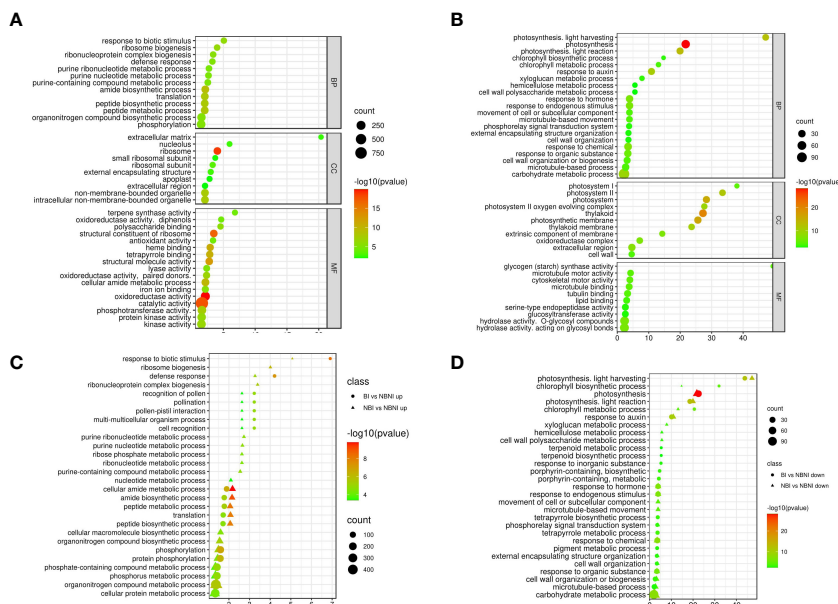 A
response to biotic stimulus
ribosome biogenesis
ribonucleoprotein complex biogenesis
defense response
purine ribonucleotide metabolic process
purine nucleotide metabolic process
purine-containing compound metabolic process
amide biosynthetic process
translation
peptide biosynthetic process
peptide metabolic process
organonitrogen compound biosynthetic process
phosphorylation
BP
extracellular matrix
nucleolus
ribosome
small ribosomal subunit
ribosomal subunit
external encapsulating structure
apoplast
extracellular region
non-membrane-bounded organelle
intracellular non-membrane-bounded organelle
CC
terpene synthase activity
oxidoreductase activity. diphenols
polysaccharide binding
structural constituent of ribosome
antioxidant activity
heme binding
tetrapyrrole binding
structural molecule activity
lyase activity
oxidoreductase activity, paired donors.
cellular amide metabolic process
iron ion binding
oxidoreductase activity
catalytic activity
phosphotransferase activity.
protein kinase activity
kinase activity
MF
count
250
500
750
-log10(pvalue)
20
15
10
5
B
photosynthesis. light harvesting
photosynthesis
photosynthesis. light reaction
chlorophyll biosynthetic process
chlorophyll metabolic process
response to auxin
xyloglucan metabolic process
hemicellulose metabolic process
cell wall polysaccharide metabolic process
response to hormone
response to endogenous stimulus
movement of cell or subcellular component
microtubule-based movement
phosphorelay signal transduction system
external encapsulating structure organization
cell wall organization
response to chemical
response to organic substance
cell wall organization or biogenesis
microtubule-based process
carbohydrate metabolic process
BP
photosystem I
photosystem II
photosystem
photosystem II oxygen evolving complex
thylakoid
photosynthetic membrane
thylakoid membrane
extrinsic component of membrane
oxidoreductase complex
extracellular region
cell wall
CC
glycogen (starch) synthase activity
microtubule motor activity
cytoskeletal motor activity
microtubule binding
tubulin binding
lipid binding
serine-type endopeptidase activity
glucosyltransferase activity
hydrolase activity. O-glycosyl compounds
hydrolase activity. acting on glycosyl bonds
MF
0 10 20 30 40
count
30
60
90
-log10(pvalue)
20
10
C
response to biotic stimulus
ribosome biogenesis
defense response
ribonucleoprotein complex biogenesis
recognition of pollen
pollination
pollen-pistil interaction
multi-multicellular organism process
cell recognition
purine ribonucleotide metabolic process
purine nucleotide metabolic process
ribose phosphate metabolic process
ribonucleotide metabolic process
purine-containing compound metabolic process
nucleotide metabolic process
cellular amide metabolic process
amide biosynthetic process
peptide metabolic process
translation
peptide biosynthetic process
cellular macromolecule biosynthetic process
organonitrogen compound biosynthetic process
phosphorylation
protein phosphorylation
phosphate-containing compound metabolic process
phosphorus metabolic process
organonitrogen compound metabolic process
cellular protein metabolic process
class
BI vs NBNI up
NBI vs NBNI up
-log10(pvalue)
8
6
4
count
100
200
300
400
D
photosynthesis. light harvesting
chlorophyll biosynthetic process
photosynthesis
photosynthesis. light reaction
chlorophyll metabolic process
response to auxin
xyloglucan metabolic process
hemicellulose metabolic process
cell wall polysaccharide metabolic process
terpenoid metabolic process
terpenoid biosynthetic process
response to inorganic substance
porphyrin-containing, biosynthetic
porphyrin-containing, metabolic
response to hormone
response to endogenous stimulus
movement of cell or subcellular component
microtubule-based movement
tetrapyrrole biosynthetic process
phosphorelay signal transduction system
tetrapyrrole metabolic process
response to chemical
pigment metabolic process
external encapsulating structure organization
cell wall organization
response to organic substance
cell wall organization or biogenesis
microtubule-based process
carbohydrate metabolic process
count
30
60
90
class
BI vs NBNI down
NBI vs NBNI down
-log10(pvalue)
20
10